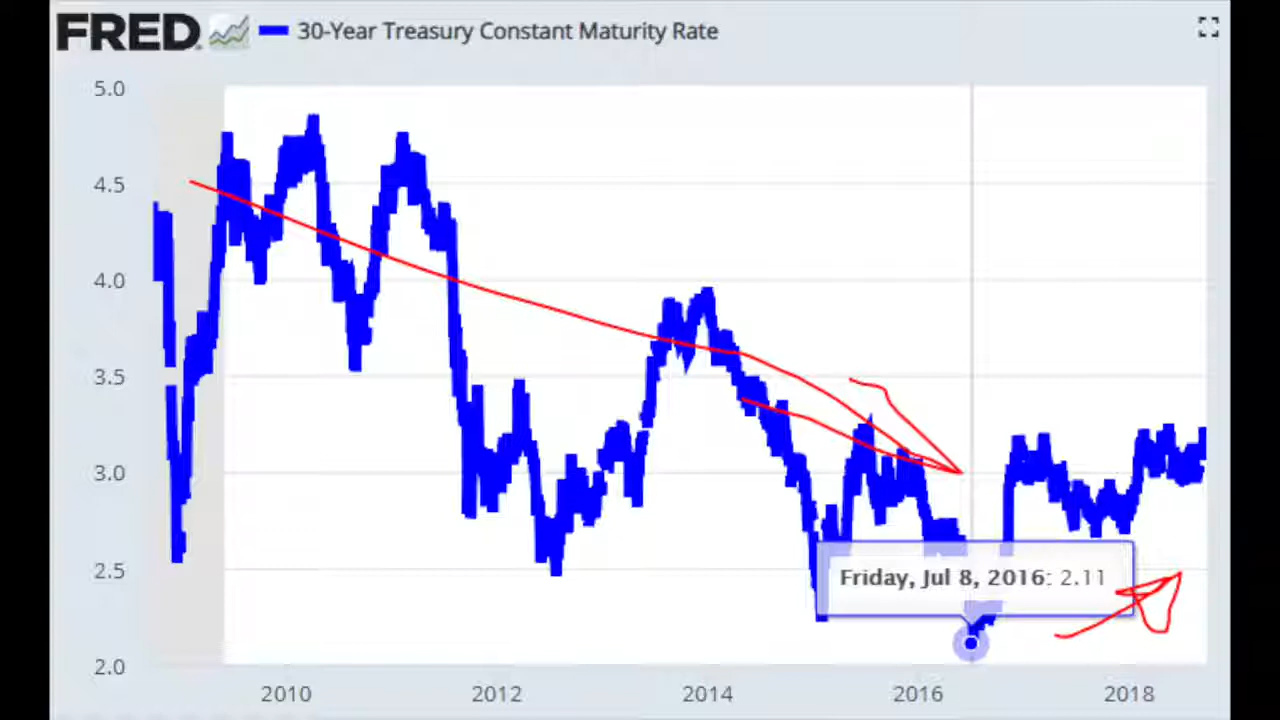 FRED 30-Year Treasury Constant Maturity Rate
5.0
4.5
4.0
3.5
3.0
2.5
2.0
Friday, Jul 8, 2016: 2.11
2010 2012 2014 2016 2018